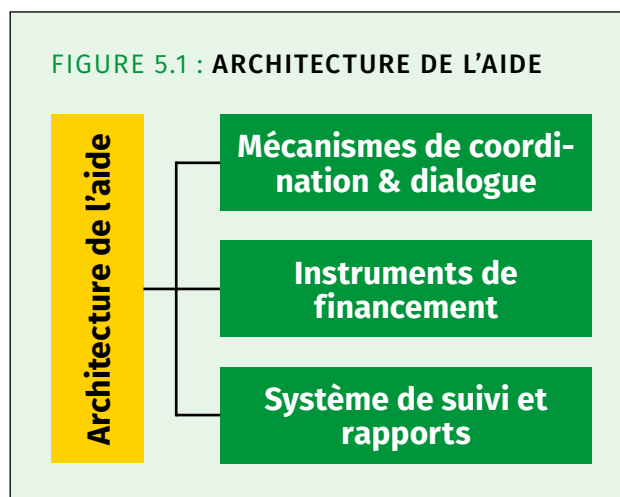 FIGURE 5.1 : ARCHITECTURE DE L’AIDE
Architecture de l’aide
Mécanismes de coordi-
nation & dialogue
Instruments de
financement
Système de suivi et
rapports